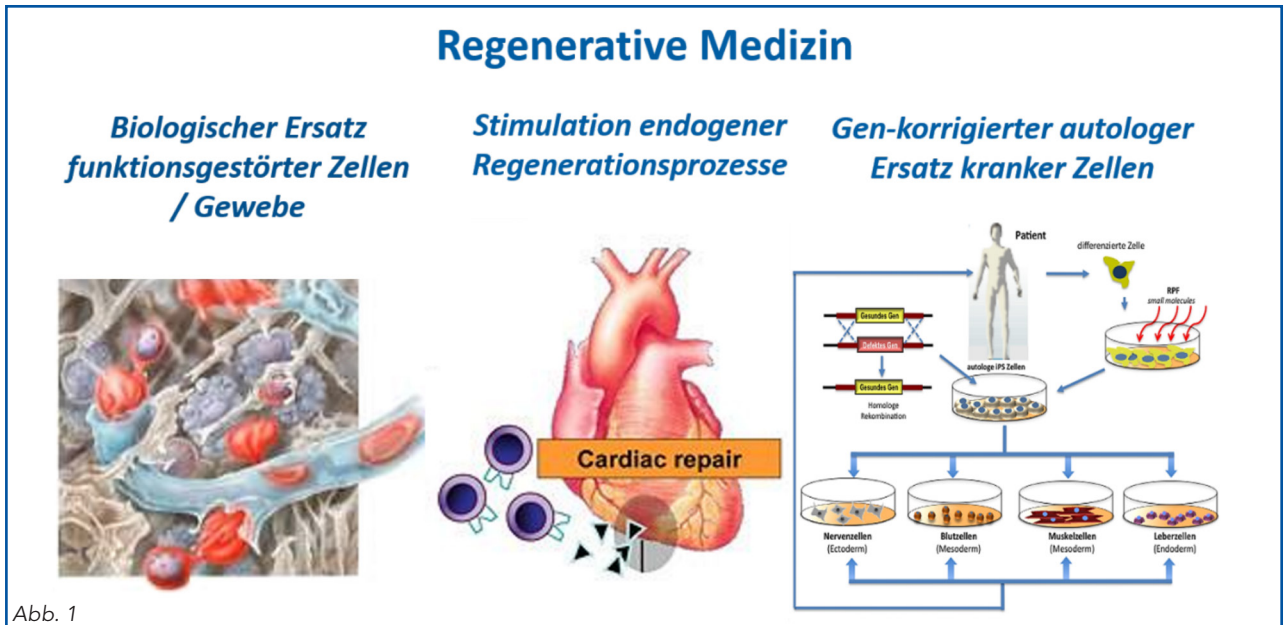 Regenerative Medizin
Biologischer Ersatz
funktionsgestörter Zellen
/ Gewebe
Stimulation endogener
Regenerationsprozesse
Gen-korrigierter autologer
Ersatz kranker Zellen
Cardiac repair
Patient
differenzierte Zelle
RPF
small molecules
Gesundes Gen
Defektes Gen
autologe iPS Zellen
Gesundes Gen
Homologe
Rekombination
Nervenzellen
(Ectoderm)
Blutzellen
(Mesoderm)
Muskelzellen
(Mesoderm)
Leberzellen
(Endoderm)
Abb. 1